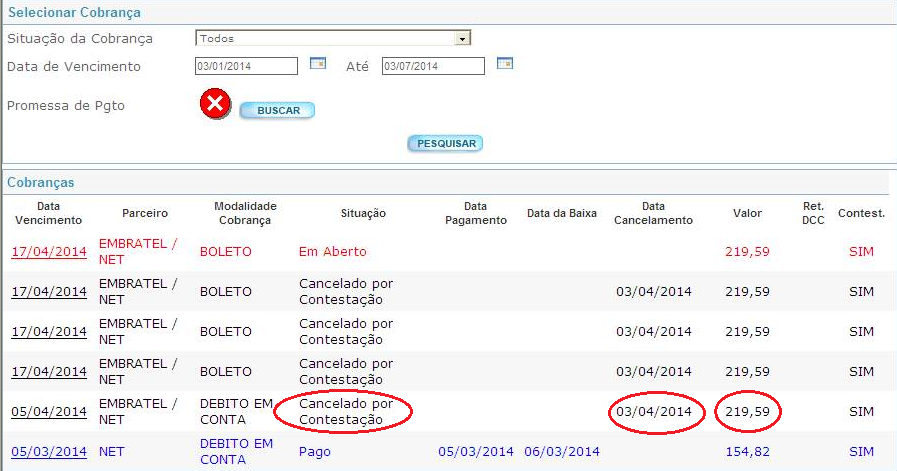 Selecionar Cobrança
Situação da Cobrança Todos
Data de Vencimento 03/01/2014 Até 03/07/2014
Promessa de Pgto BUSCAR
PESQUISAR
Cobranças
Data Vencimento Parceiro Modalidade Cobrança Situação Data Pagamento Data da Baixa Data Cancelamento Valor Ret. DCC Contest.
17/04/2014 EMBRATEL / NET BOLETO Em Aberto 219,59 SIM
17/04/2014 EMBRATEL / NET BOLETO Cancelado por Contestação 03/04/2014 219,59 SIM
17/04/2014 EMBRATEL / NET BOLETO Cancelado por Contestação 03/04/2014 219,59 SIM
17/04/2014 EMBRATEL / NET BOLETO Cancelado por Contestação 03/04/2014 219,59 SIM
05/04/2014 EMBRATEL / NET DEBITO EM CONTA Cancelado por Contestação 03/04/2014 219,59 SIM
05/03/2014 NET DEBITO EM CONTA Pago 05/03/2014 06/03/2014 154,82 SIM